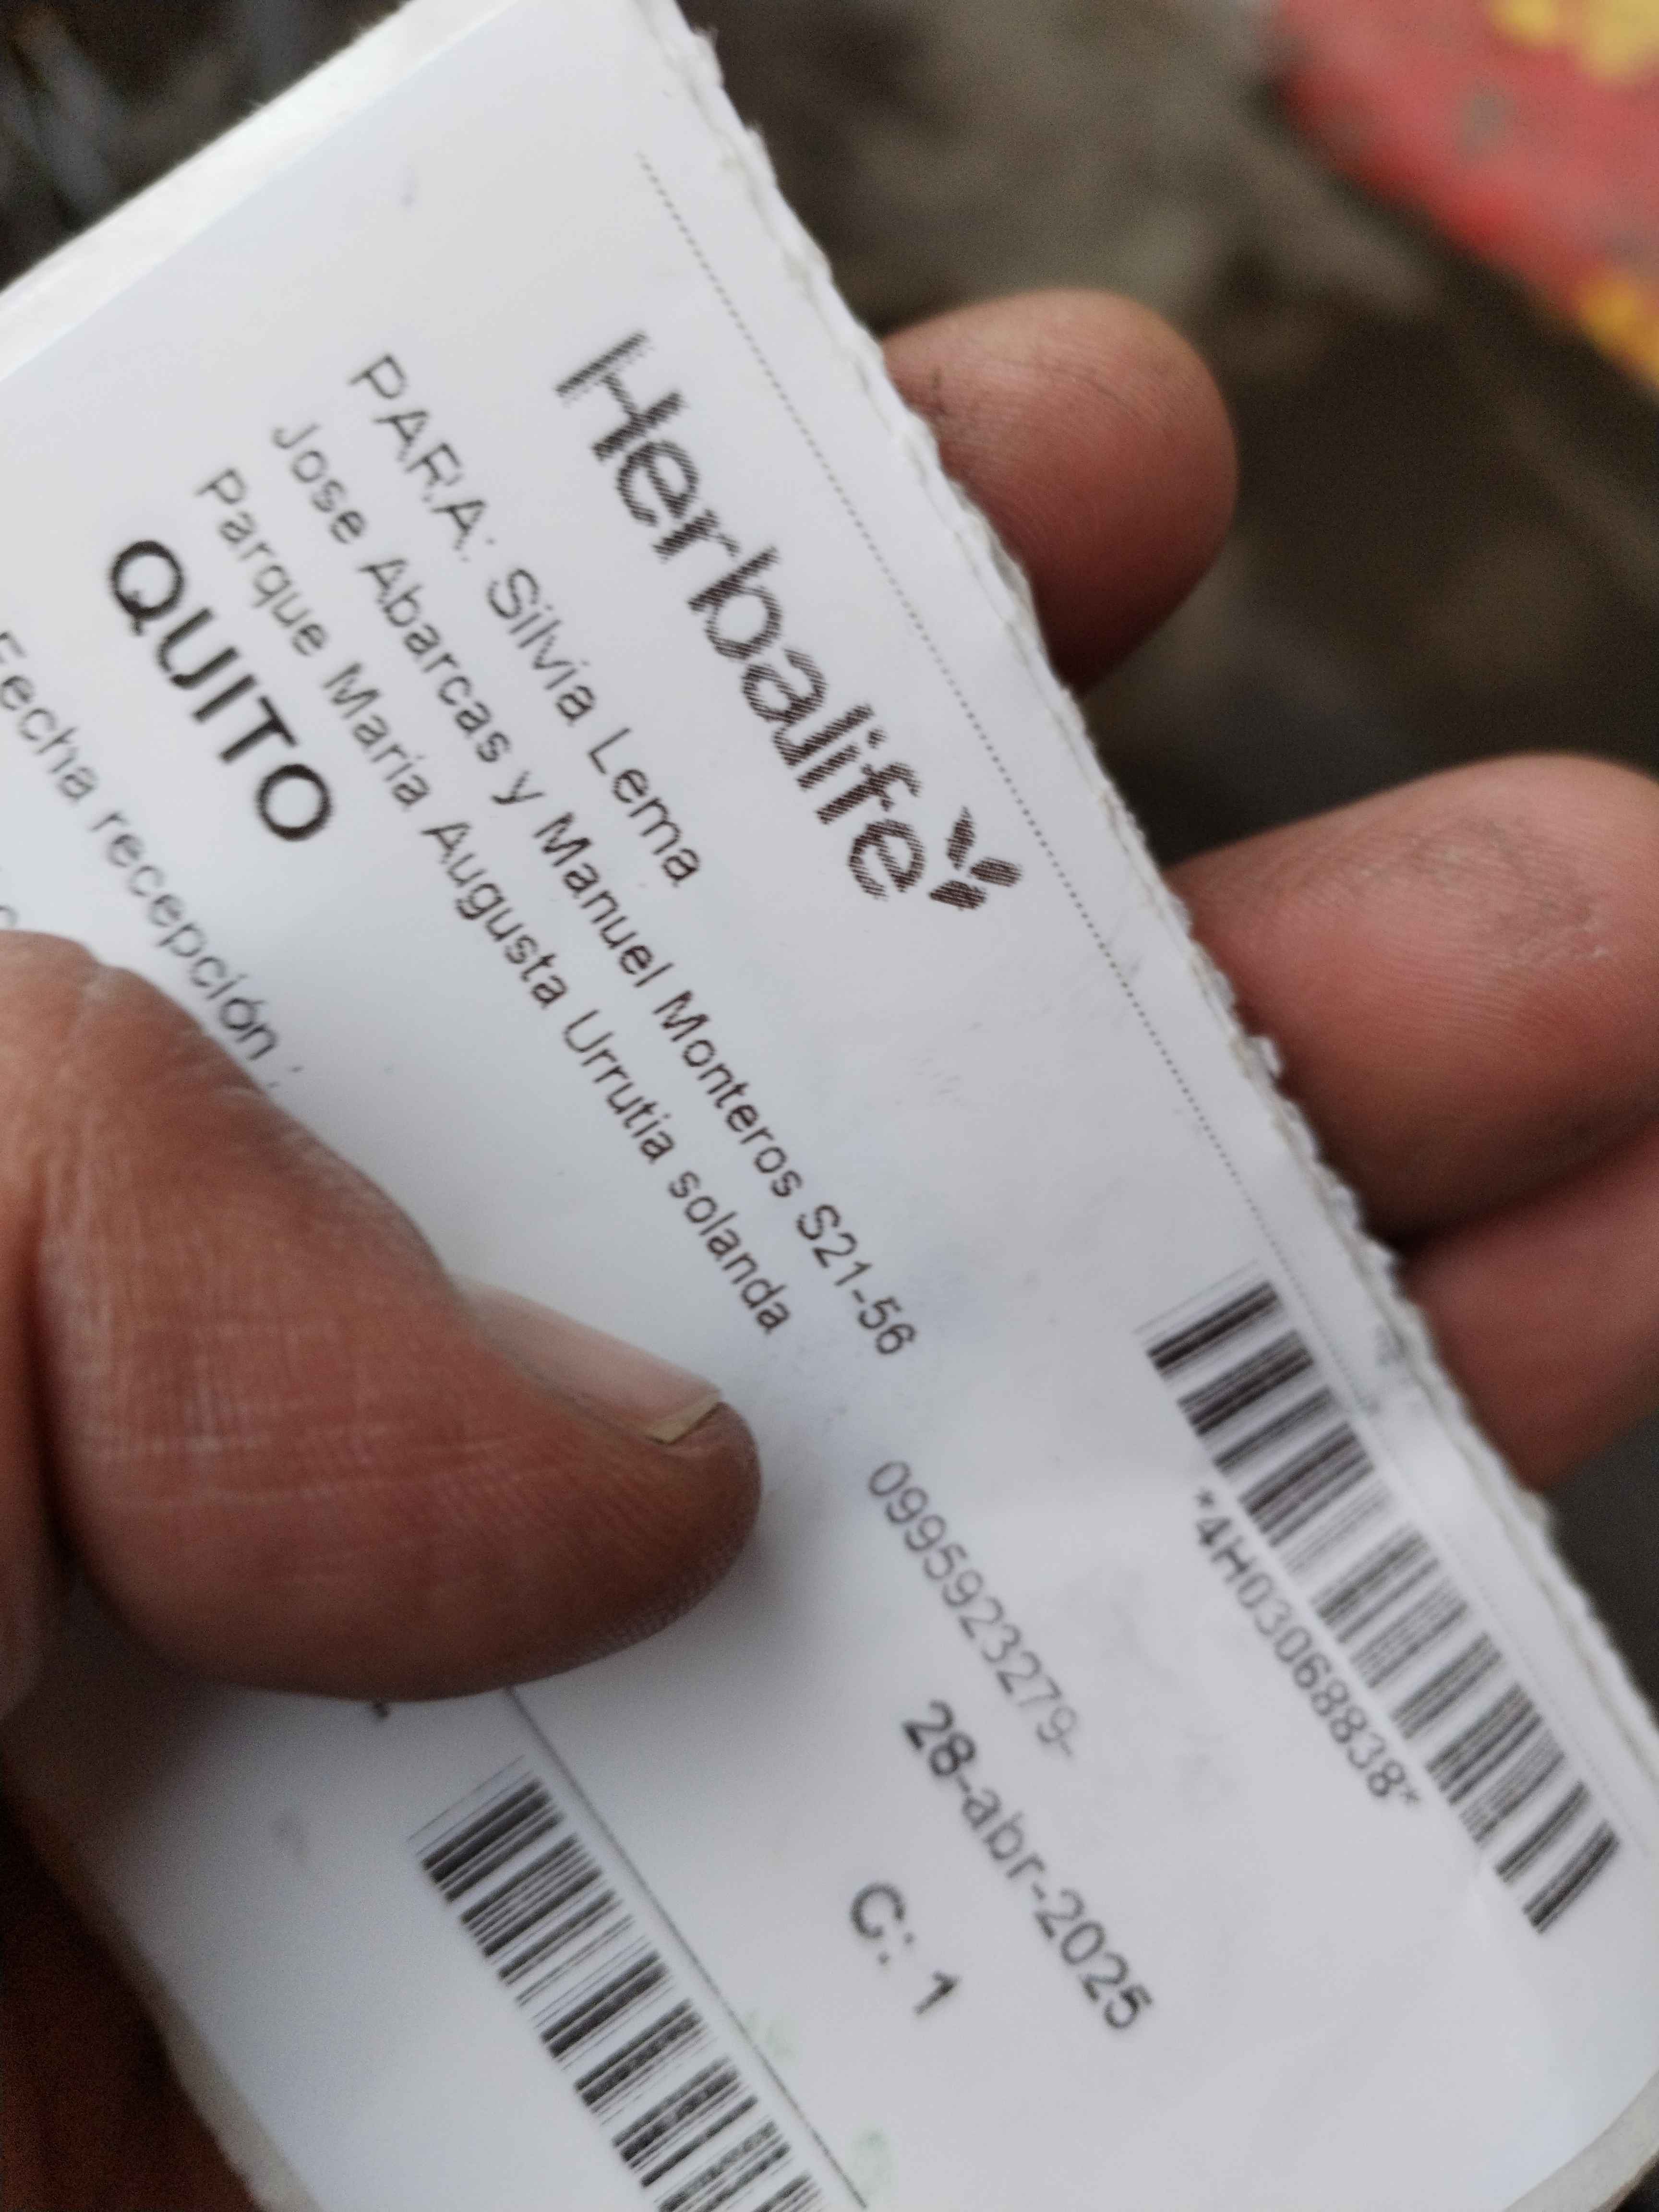 Herbalife
*4H03068838*
PARA: Silvia Lema
Jose Abarcas y Manuel Monteros S21-56
0995923279-
Parque María Augusta Urrutia solanda
28-abr-2025
QUITO
C: 1
Fecha recepción :